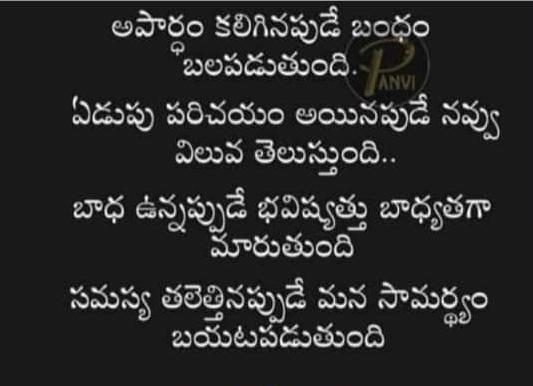 అపార్ధం కలిగినపుడే బంధం
బలపడుతుంది.
PANVI
ఏడుపు పరిచయం అయినపుడే నవ్వు
విలువ తెలుస్తుంది..
బాధ ఉన్నప్పుడే భవిష్యత్తు బాధ్యతగా
మారుతుంది
సమస్య తలెత్తినప్పుడే మన సామర్థ్యం
బయటపడుతుంది